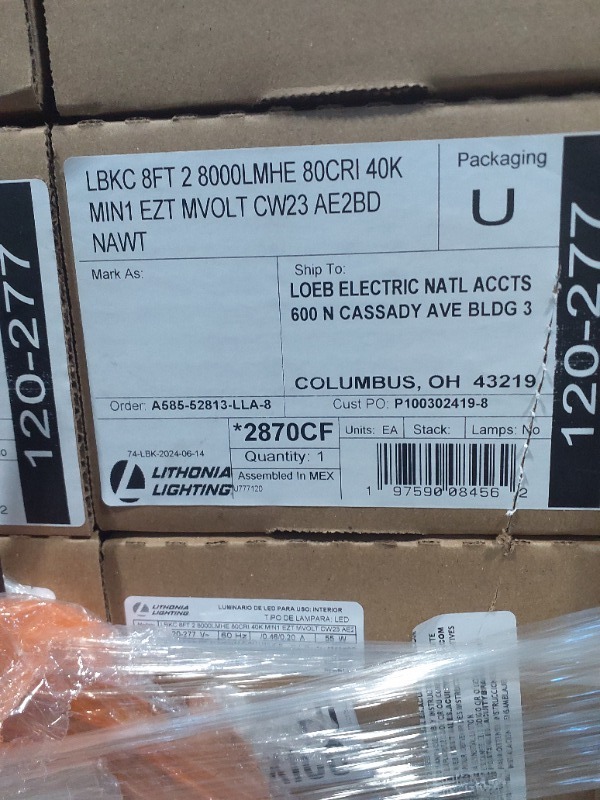 LBKC 8FT 2 8000LMHE 80CRI 40K
MIN1 EZT MVOLT CW23 AE2BD
NAWT
Packaging
U
Mark As:
Ship To:
LOEB ELECTRIC NATL ACCTS
600 N CASSADY AVE BLDG 3
COLUMBUS, OH 43219
Order: A585-52813-LLA-8
Cust PO: P100302419-8
*2870CF
Units: EA
Stack:
Lamps: No
Quantity: 1
74-LBK-2024-06-14
LITHONIA
LIGHTING
Assembled In MEX
J777120
1 97590 08456 2
120-277
120-277
LITHONIA
LIGHTING
LUMINARIO DE LED PARA USO: INTERIOR
TIPO DE LAMPARA: LED
LBKC 8FT 2 8000LMHE 80CRI 40K MIN1 EZT MVOLT CW23 AE2
60 Hz
55 W